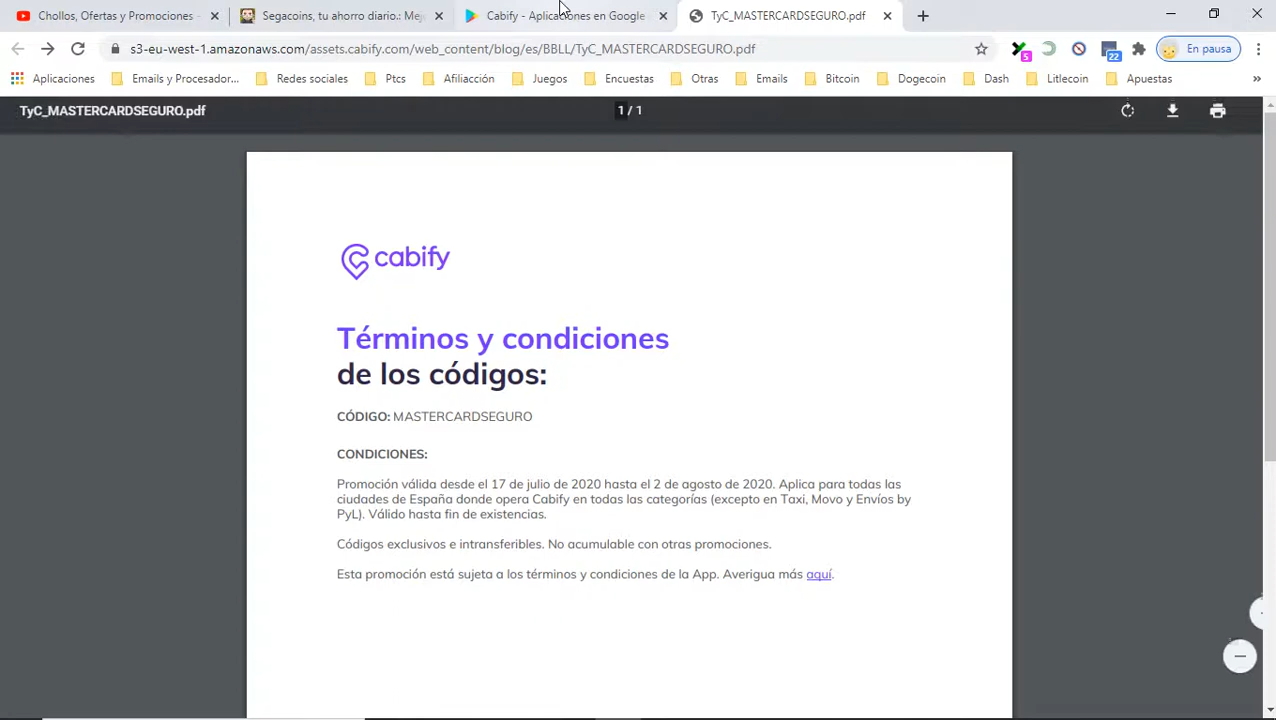 Chollos, Ofertas y Promociones -
Segacoins, tu ahorro diario.: Mej
Cabify - Aplicaciones en Google
TyC_MASTERCARDSEGURO.pdf
s3-eu-west-1.amazonaws.com/assets.cabify.com/web_content/blog/es/BBLL/TyC_MASTERCARDSEGURO.pdf
5
22
En pausa
Aplicaciones
Emails y Procesador...
Redes sociales
Ptcs
Afiliacción
Juegos
Encuestas
Otras
Emails
Bitcoin
Dogecoin
Dash
Litlecoin
Apuestas
»
TyC_MASTERCARDSEGURO.pdf
1 / 1
cabify
Términos y condiciones
de los códigos:
CÓDIGO: MASTERCARDSEGURO
CONDICIONES:
Promoción válida desde el 17 de julio de 2020 hasta el 2 de agosto de 2020. Aplica para todas las
ciudades de España donde opera Cabify en todas las categorías (excepto en Taxi, Movo y Envíos by
PyL). Válido hasta fin de existencias.
Códigos exclusivos e intransferibles. No acumulable con otras promociones.
Esta promoción está sujeta a los términos y condiciones de la App. Averigua más aquí.